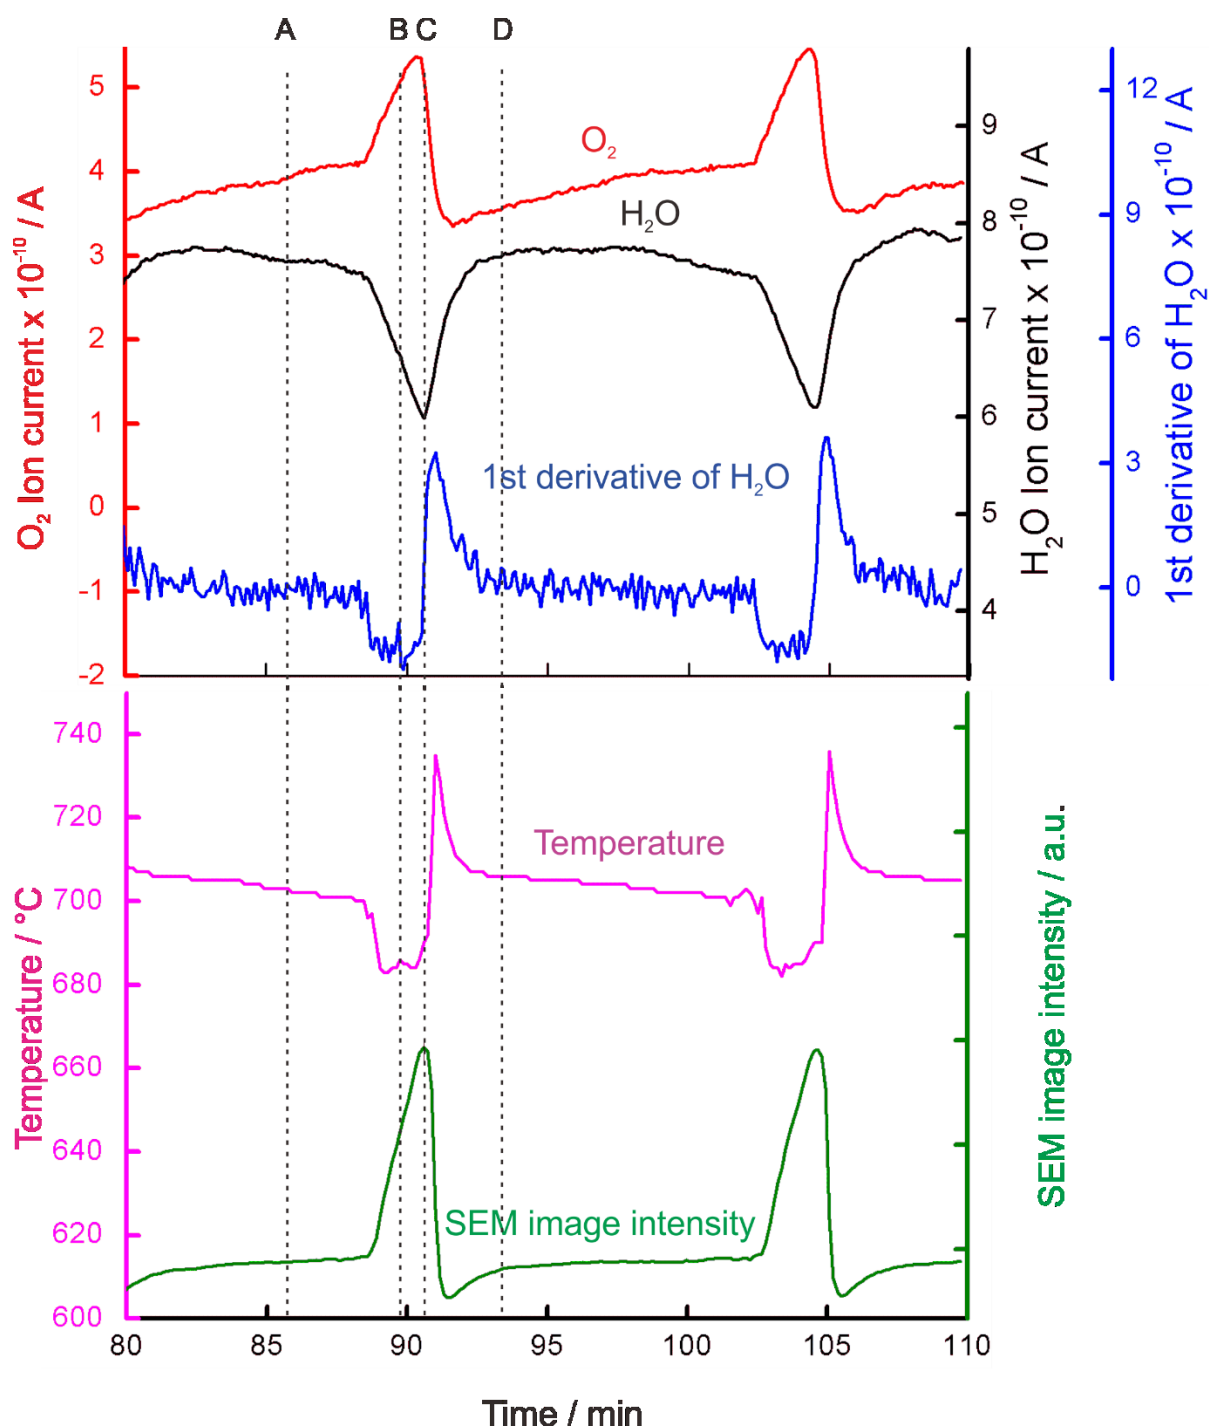 A B C D
5
4
3
2
1
0
-1
-2
O₂ Ion current x 10⁻¹⁰ / A
O₂
H₂O
1st derivative of H₂O
9
8
7
6
5
4
H₂O Ion current x 10⁻¹⁰ / A
12
9
6
3
0
1st derivative of H₂O x 10⁻¹⁰ / A
740
720
700
680
660
640
620
600
Temperature / °C
Temperature
SEM image intensity
SEM image intensity / a.u.
80 85 90 95 100 105 110
Time / min